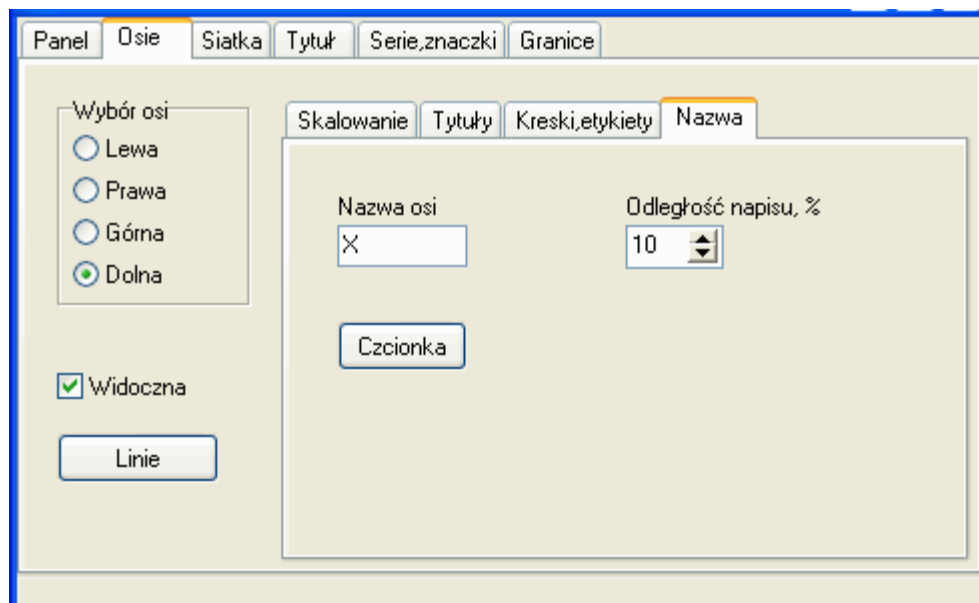 Panel Osie Siatka Tytuł Serie,znaczki Granice
Wybór osi
Lewa
Prawa
Górna
Dolna
Widoczna
Linie
Skalowanie Tytuły Kreski,etykiety Nazwa
Nazwa osi
X
Odległość napisu, %
10
Czcionka